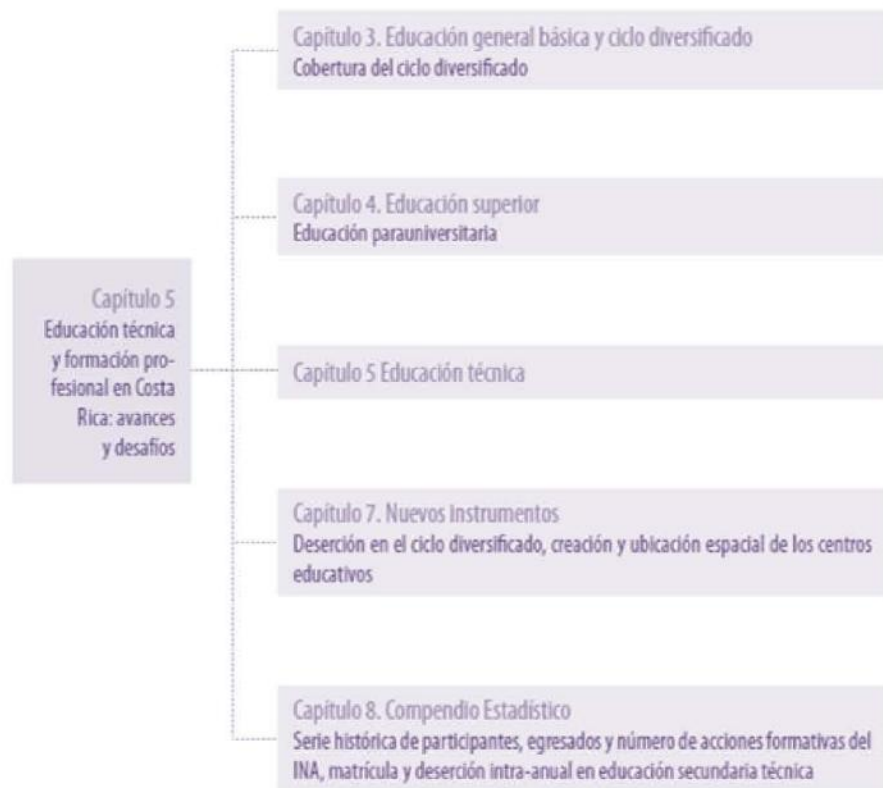 Capítulo 5
Educación técnica
y formación pro-
fesional en Costa
Rica: avances
y desafíos
Capítulo 3. Educación general básica y ciclo diversificado
Cobertura del ciclo diversificado
Capítulo 4. Educación superior
Educación parauniversitaria
Capítulo 5 Educación técnica
Capítulo 7. Nuevos instrumentos
Deserción en el ciclo diversificado, creación y ubicación espacial de los centros
educativos
Capítulo 8. Compendio Estadístico
Serie histórica de participantes, egresados y número de acciones formativas del
INA, matrícula y deserción intra-anual en educación secundaria técnica